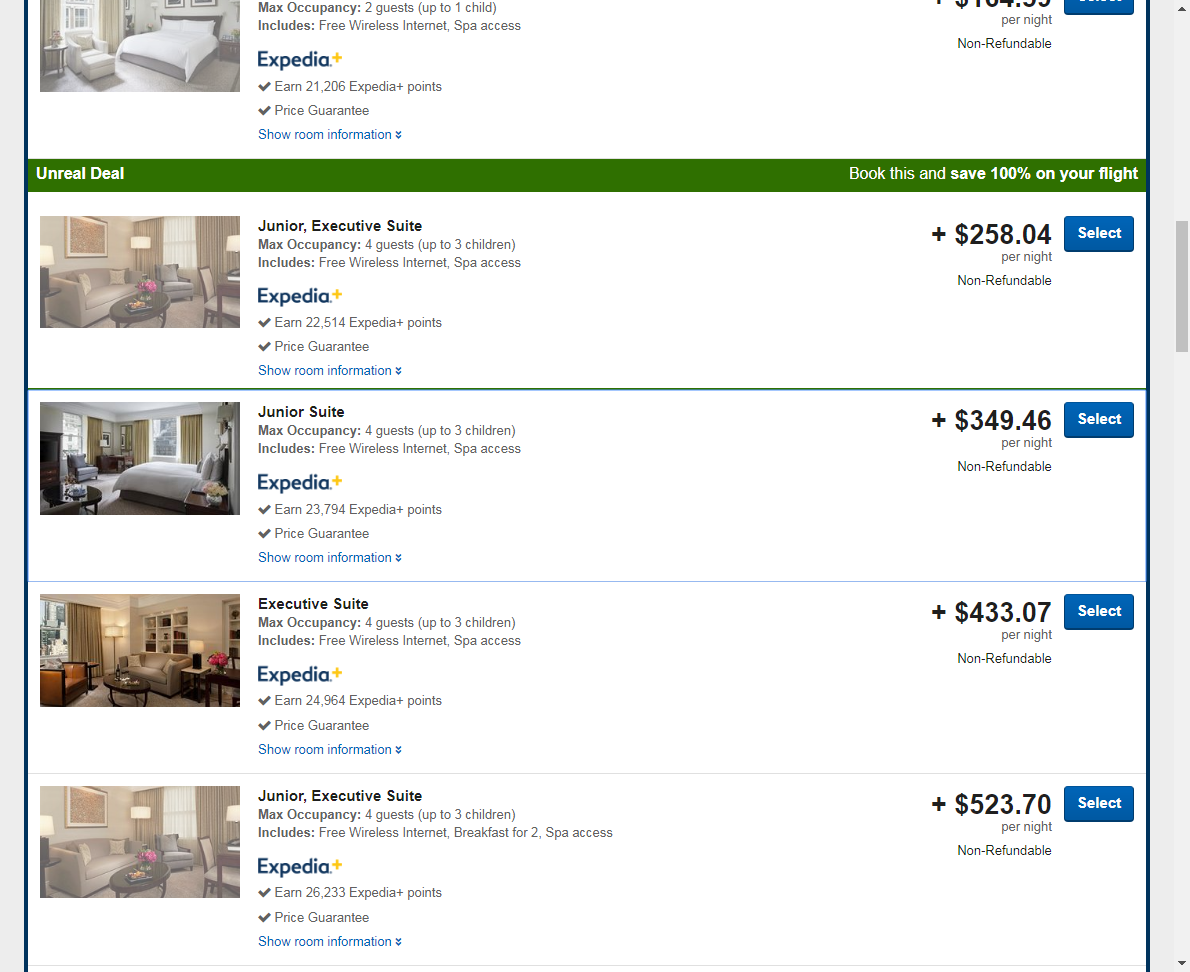 Max Occupancy: 2 guests (up to 1 child)
Includes: Free Wireless Internet, Spa access
per night
Non-Refundable
Expedia+
Earn 21,206 Expedia+ points
Price Guarantee
Show room information
Unreal Deal
Book this and save 100% on your flight
Junior, Executive Suite
Max Occupancy: 4 guests (up to 3 children)
Includes: Free Wireless Internet, Spa access
+ $258.04
per night
Non-Refundable
Select
Expedia+
Earn 22,514 Expedia+ points
Price Guarantee
Show room information
Junior Suite
Max Occupancy: 4 guests (up to 3 children)
Includes: Free Wireless Internet, Spa access
+ $349.46
per night
Non-Refundable
Select
Expedia+
Earn 23,794 Expedia+ points
Price Guarantee
Show room information
Executive Suite
Max Occupancy: 4 guests (up to 3 children)
Includes: Free Wireless Internet, Spa access
+ $433.07
per night
Non-Refundable
Select
Expedia+
Earn 24,964 Expedia+ points
Price Guarantee
Show room information
Junior, Executive Suite
Max Occupancy: 4 guests (up to 3 children)
Includes: Free Wireless Internet, Breakfast for 2, Spa access
+ $523.70
per night
Non-Refundable
Select
Expedia+
Earn 26,233 Expedia+ points
Price Guarantee
Show room information